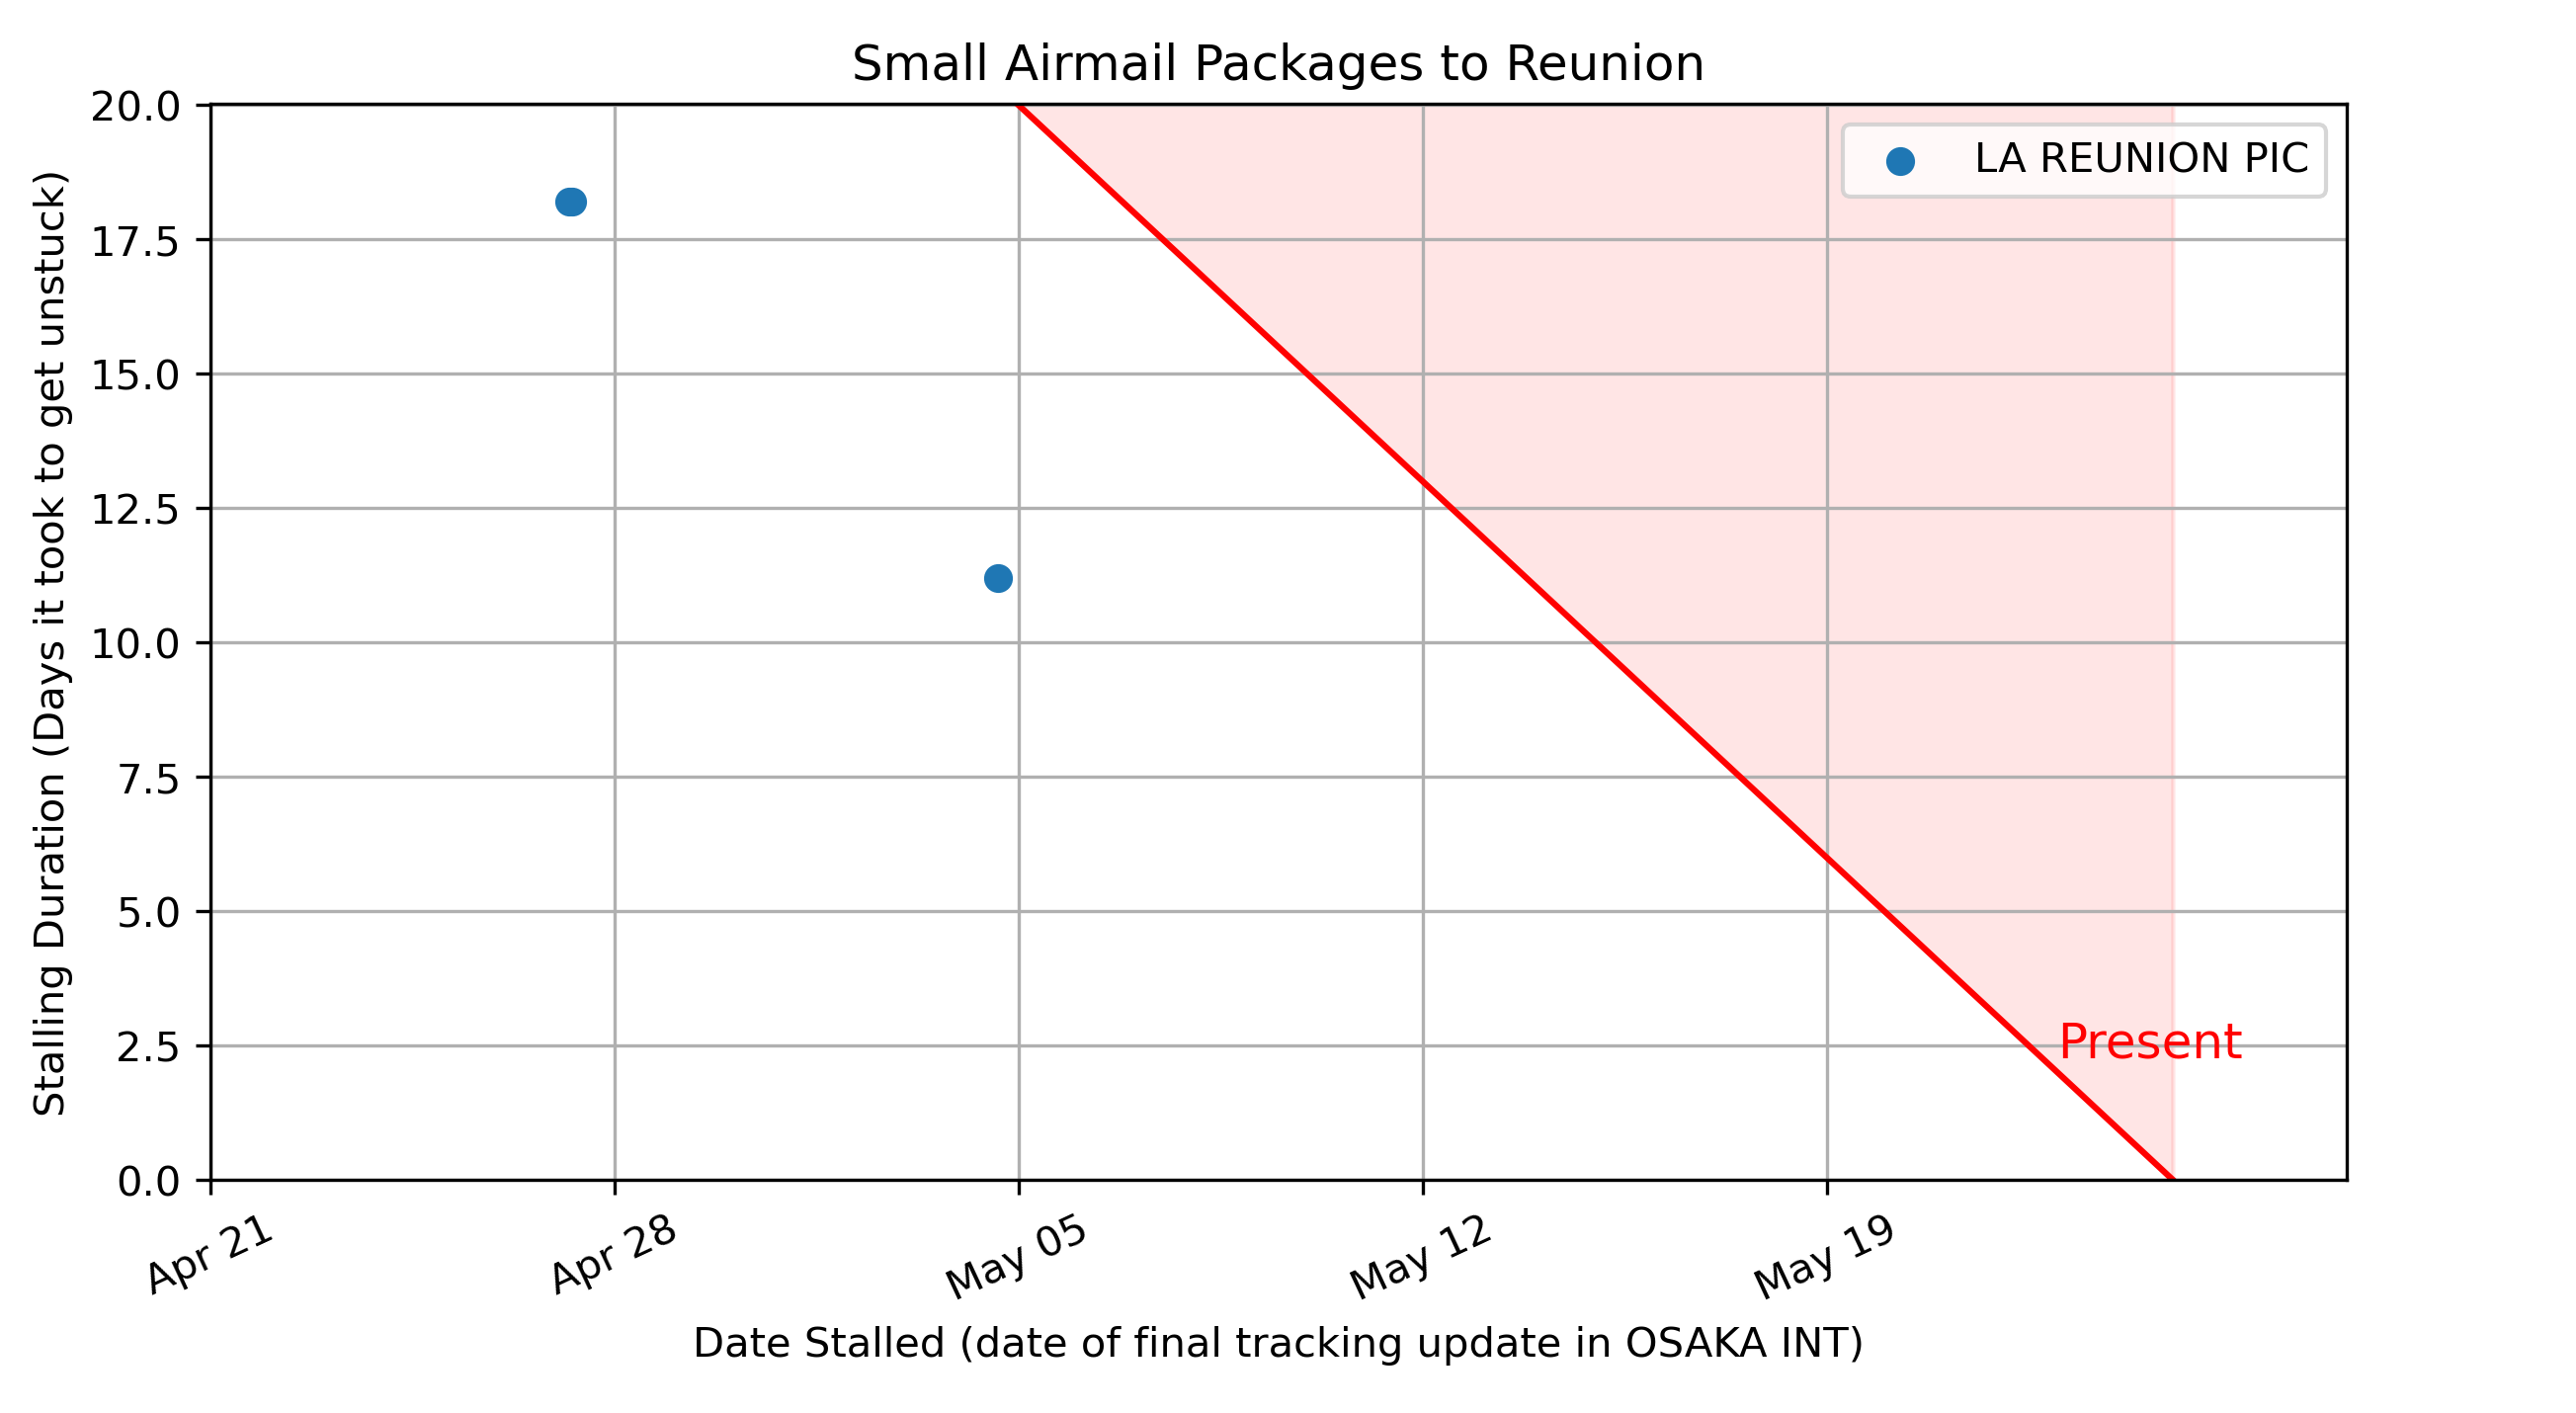 Small Airmail Packages to Reunion
LA REUNION PIC
Stalling Duration (Days it took to get unstuck)
20.0
17.5
15.0
12.5
10.0
7.5
5.0
2.5
0.0
Present
Apr 21
Apr 28
May 05
May 12
May 19
Date Stalled (date of final tracking update in OSAKA INT)